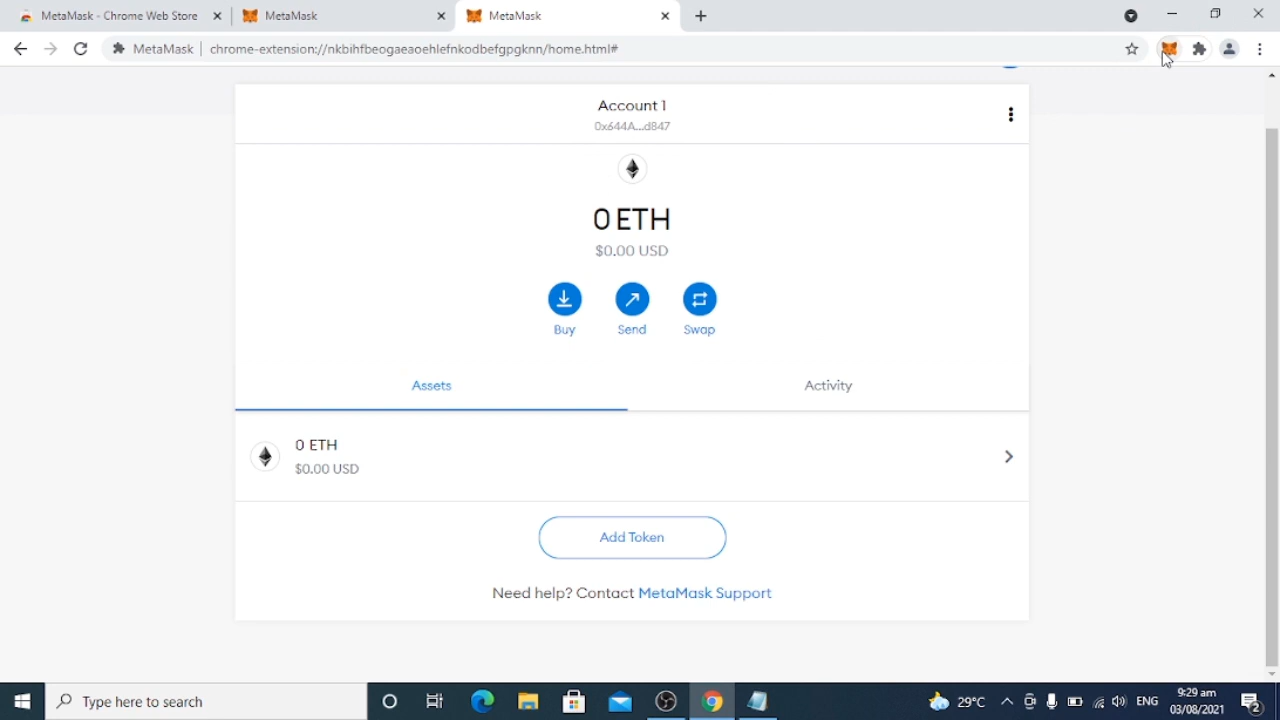 MetaMask - Chrome Web Store
MetaMask
MetaMask
MetaMask
chrome-extension://nkbihfbeogaeaoehlefnkodbefgpgknn/home.html#
Account 1
0x644A...d847
0 ETH
$0.00 USD
Buy
Send
Swap
Assets
Activity
0 ETH
$0.00 USD
Add Token
Need help? Contact MetaMask Support
Type here to search
29°C
ENG
9:29 am
03/08/2021
2